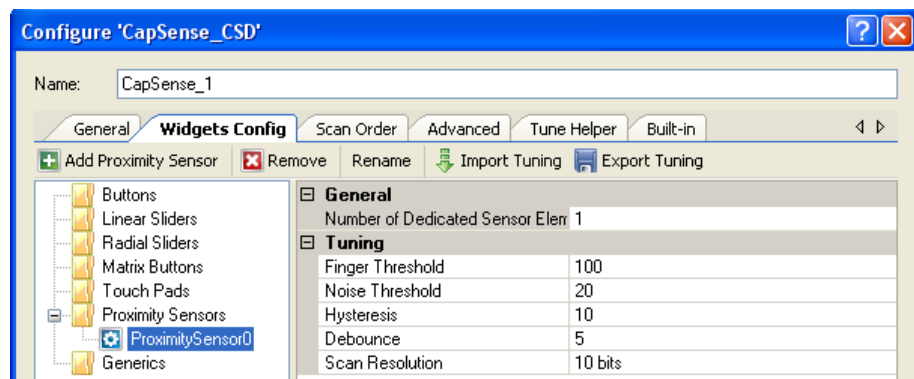 Configure 'CapSense_CSD'
Name: CapSense_1
General Widgets Config Scan Order Advanced Tune Helper Built-in
Add Proximity Sensor Remove Rename Import Tuning Export Tuning
Buttons
Linear Sliders
Radial Sliders
Matrix Buttons
Touch Pads
Proximity Sensors
ProximitySensor0
Generics
General
Number of Dedicated Sensor Elem 1
Tuning
Finger Threshold 100
Noise Threshold 20
Hysteresis 10
Debounce 5
Scan Resolution 10 bits